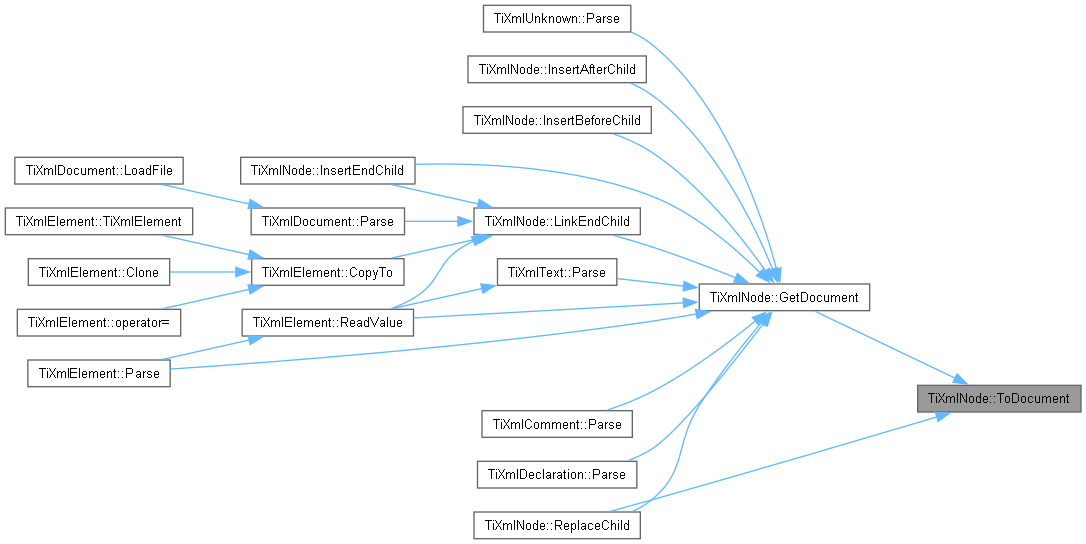 TiXmlUnknown::Parse
TiXmlNode::InsertAfterChild
TiXmlNode::InsertBeforeChild
TiXmlDocument::LoadFile
TiXmlNode::InsertEndChild
TiXmlElement::TiXmlElement
TiXmlDocument::Parse
TiXmlNode::LinkEndChild
TiXmlElement::Clone
TiXmlElement::CopyTo
TiXmlText::Parse
TiXmlNode::GetDocument
TiXmlElement::operator=
TiXmlElement::ReadValue
TiXmlElement::Parse
TiXmlNode::ToDocument
TiXmlComment::Parse
TiXmlDeclaration::Parse
TiXmlNode::ReplaceChild